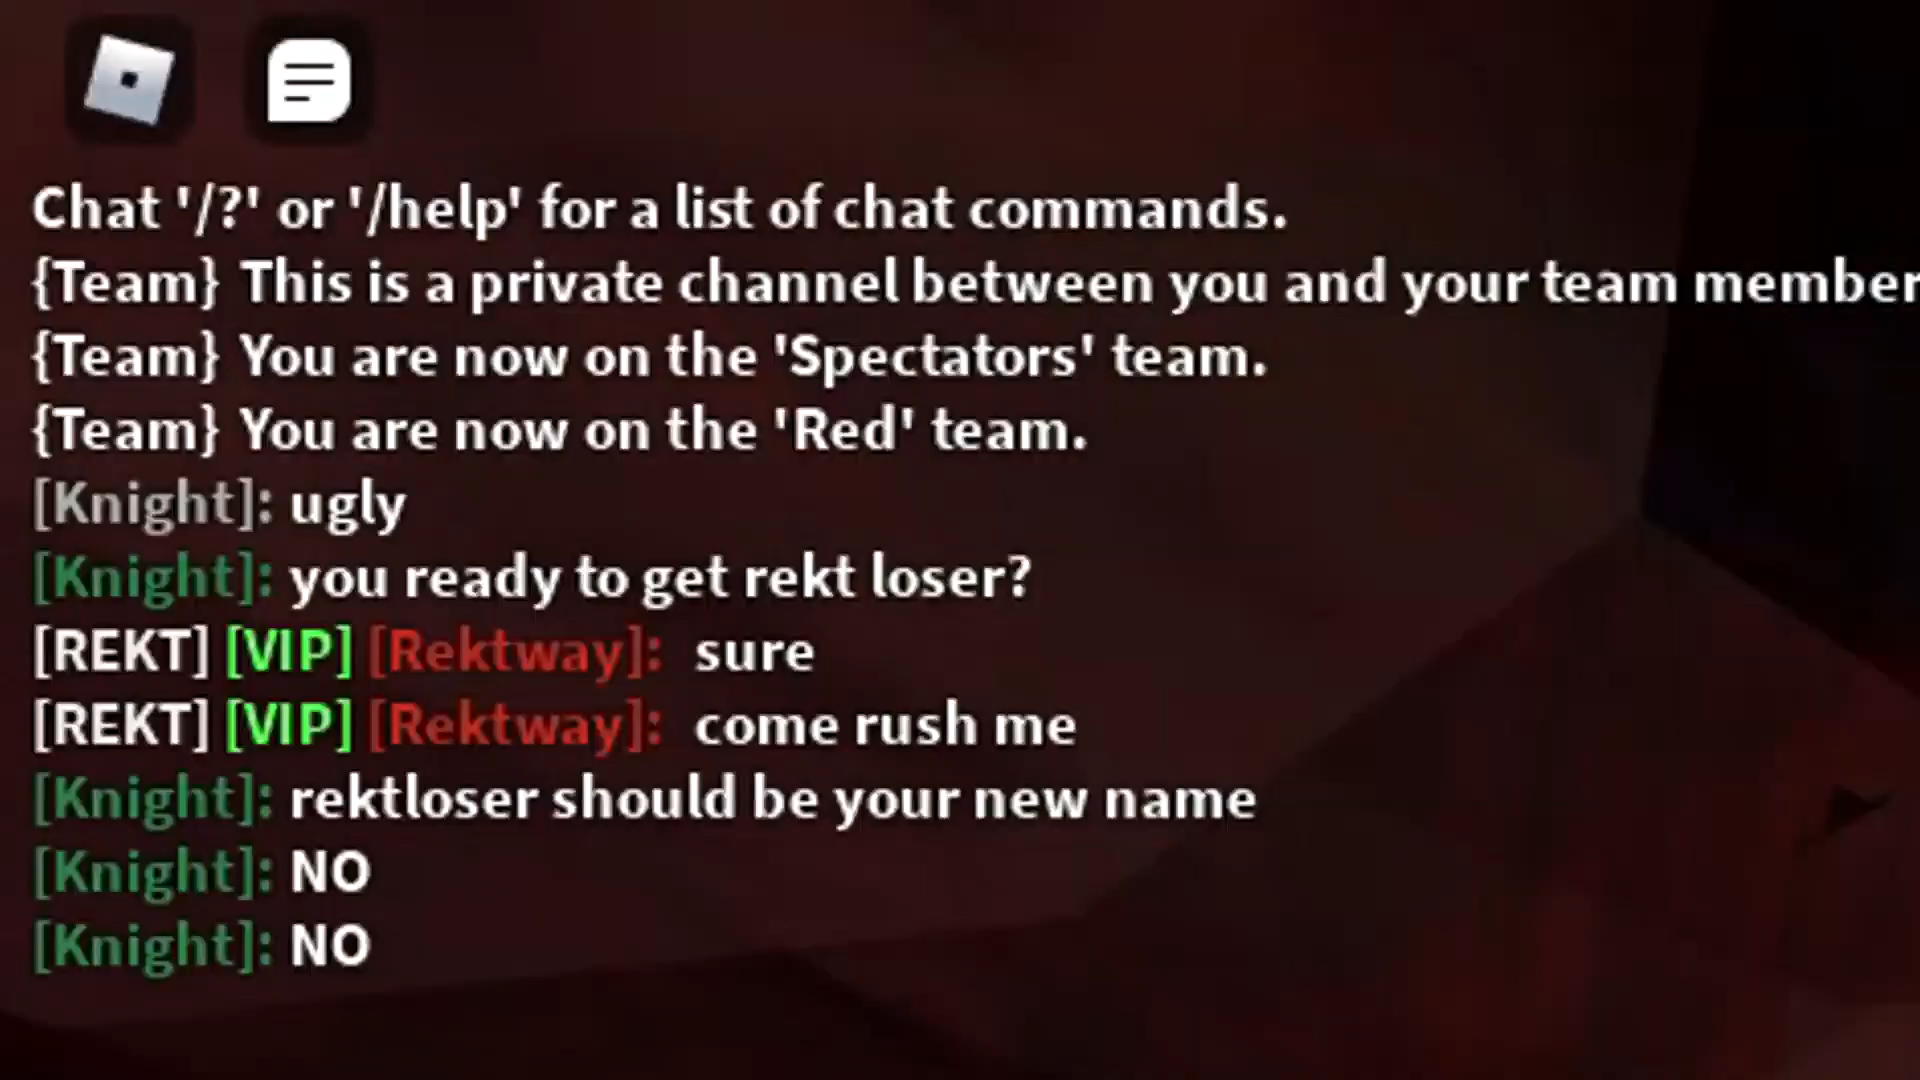 Chat '/?' or '/help' for a list of chat commands.
{Team} This is a private channel between you and your team member
{Team} You are now on the 'Spectators' team.
{Team} You are now on the 'Red' team.
[Knight]: ugly
[Knight]: you ready to get rekt loser?
[REKT] [VIP] [Rektway]: sure
[REKT] [VIP] [Rektway]: come rush me
[Knight]: rektloser should be your new name
[Knight]: NO
[Knight]: NO